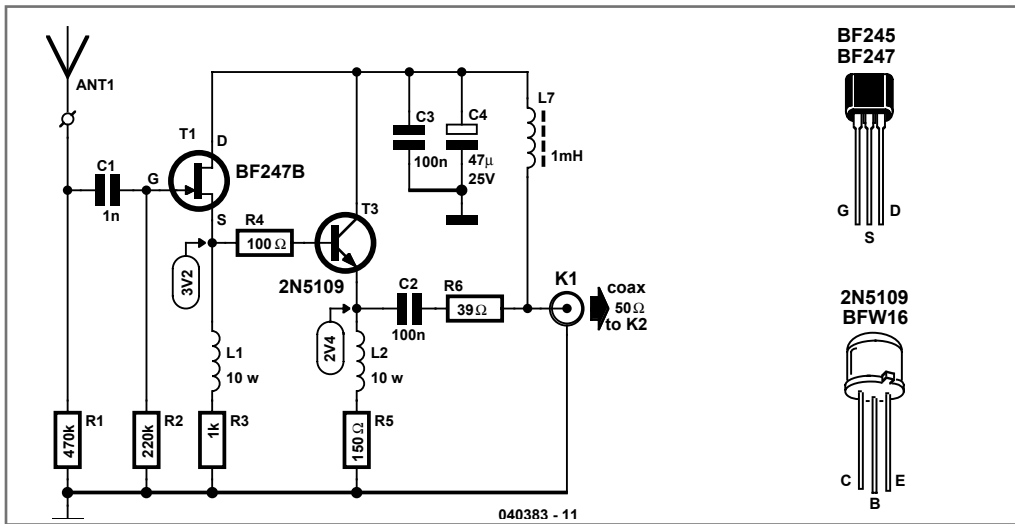 ANT1
C1
1n
G
T1
D
S
BF247B
3V2
R4
100 Ω
T3
2N5109
2V4
C3
100n
C4
47µ
25V
L7
1mH
C2
100n
R6
39Ω
K1
coax
50Ω
to K2
L1
10 w
L2
10 w
R1
470k
R2
220k
R3
1k
R5
150Ω
040383 - 11
BF245
BF247
G
S
D
2N5109
BFW16
C
B
E